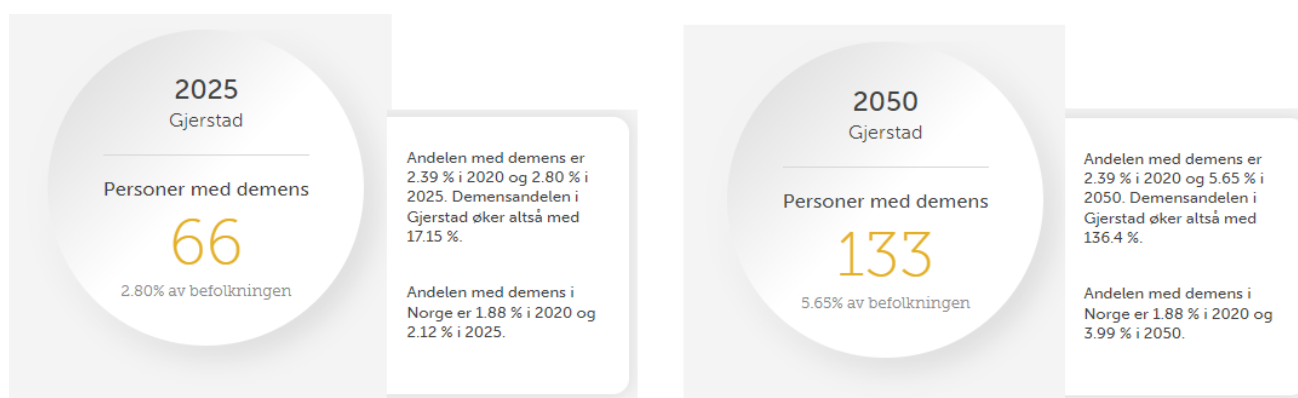 2025
Gjerstad
Personer med demens
66
2.80% av befolkningen
Andelen med demens er
2.39 % i 2020 og 2.80 % i
2025. Demensandelen i
Gjerstad øker altså med
17.15 %.
Andelen med demens i
Norge er 1.88 % i 2020 og
2.12 % i 2025.
2050
Gjerstad
Personer med demens
133
5.65% av befolkningen
Andelen med demens er
2.39 % i 2020 og 5.65 % i
2050. Demensandelen i
Gjerstad øker altså med
136.4 %.
Andelen med demens i
Norge er 1.88 % i 2020 og
3.99 % i 2050.